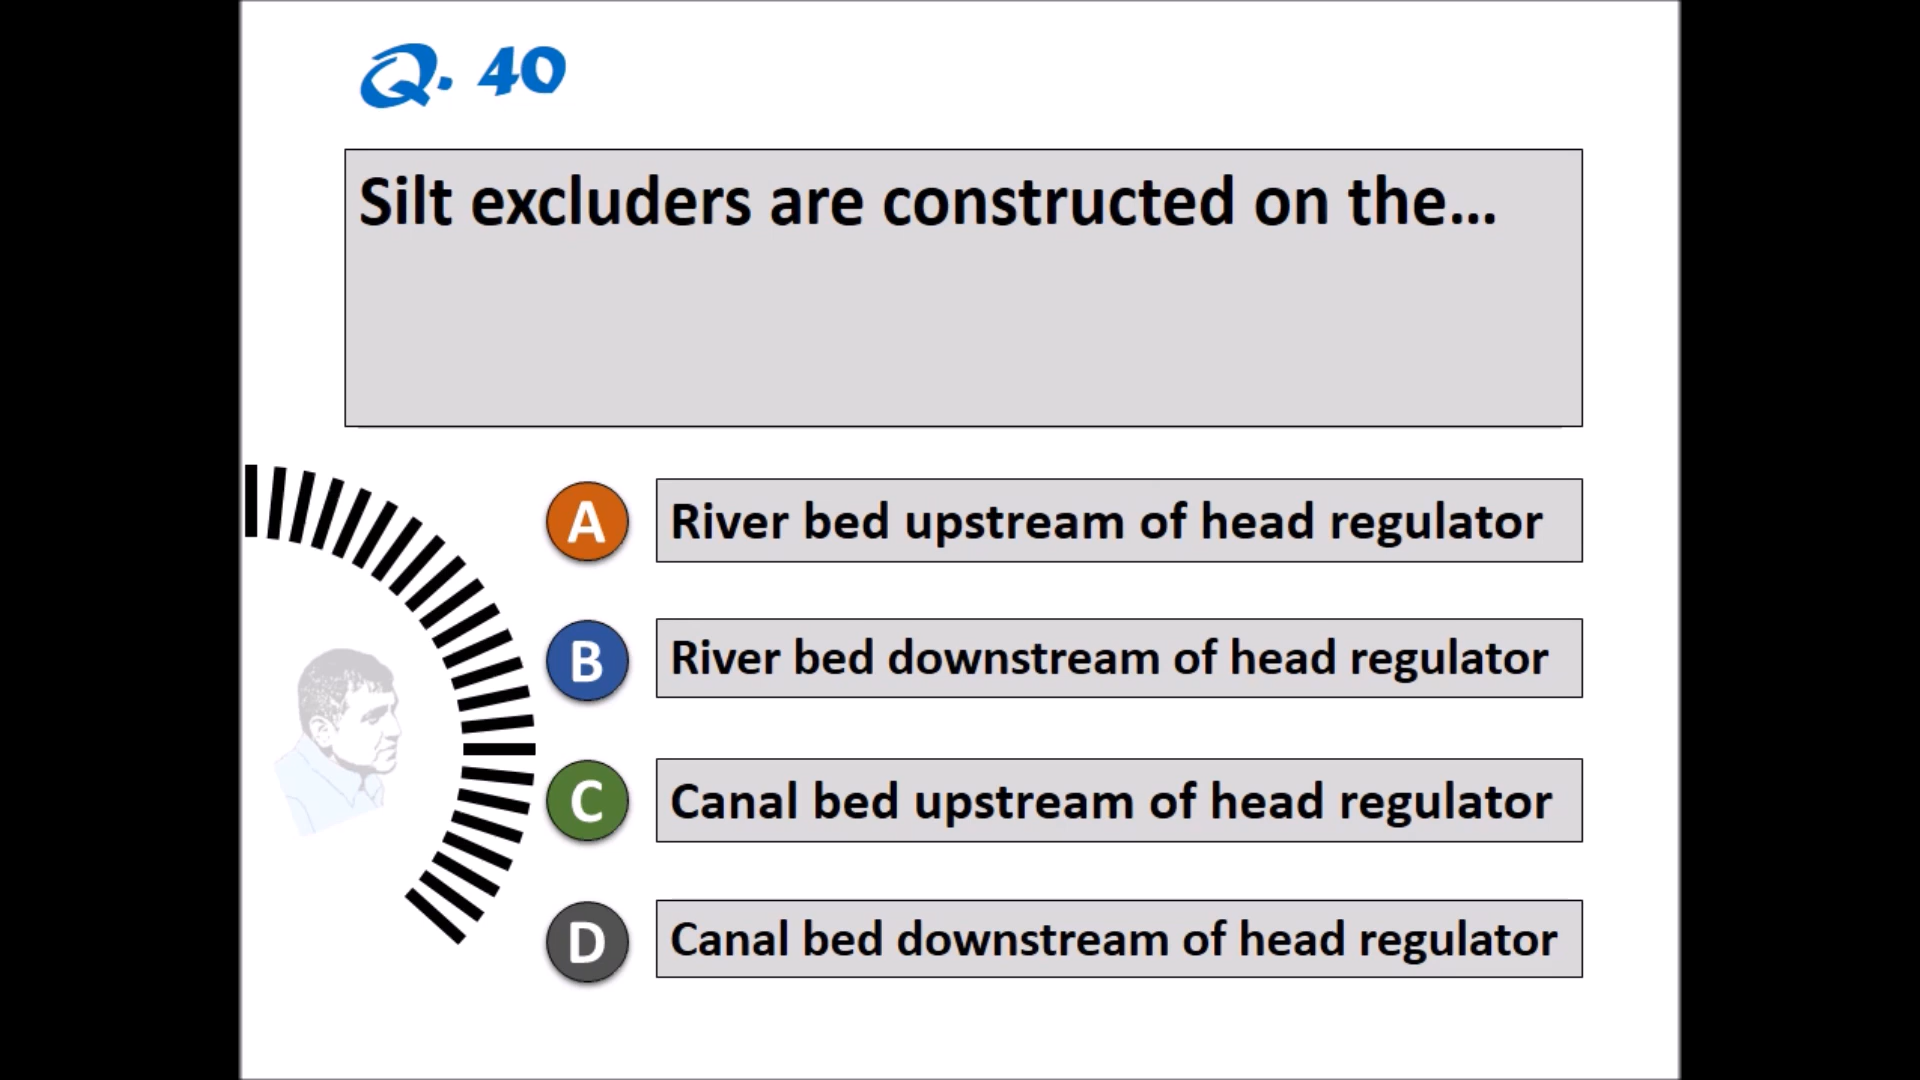 Q. 40
Silt excluders are constructed on the...
A River bed upstream of head regulator
B River bed downstream of head regulator
C Canal bed upstream of head regulator
D Canal bed downstream of head regulator